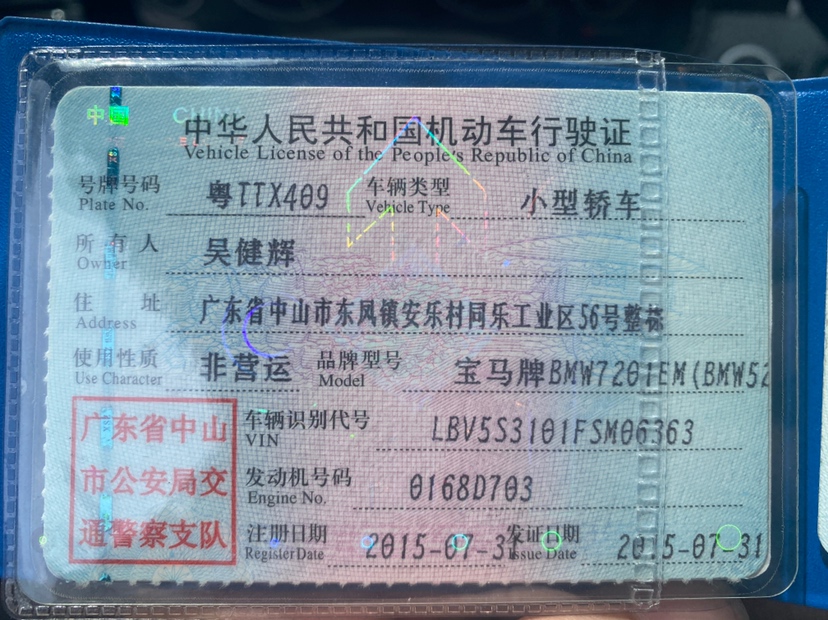 中国 CHINA
中华人民共和国机动车行驶证
Vehicle License of the People's Republic of China
号牌号码 粤TTX409 车辆类型 小型轿车
Plate No. Vehicle Type
所有人 吴健辉
Owner
住址 广东省中山市东凤镇安乐村同乐工业区56号整栋
Address
使用性质 非营运 品牌型号 宝马牌BMW7201EM(BMW52
Use Character Model
广东省中山 车辆识别代号 LBV5S3101FSM06363
VIN
市公安局交 发动机号码 0168D703
Engine No.
通警察支队 注册日期 2015-07-31 发证日期 2015-07-31
Register Date Issue Date